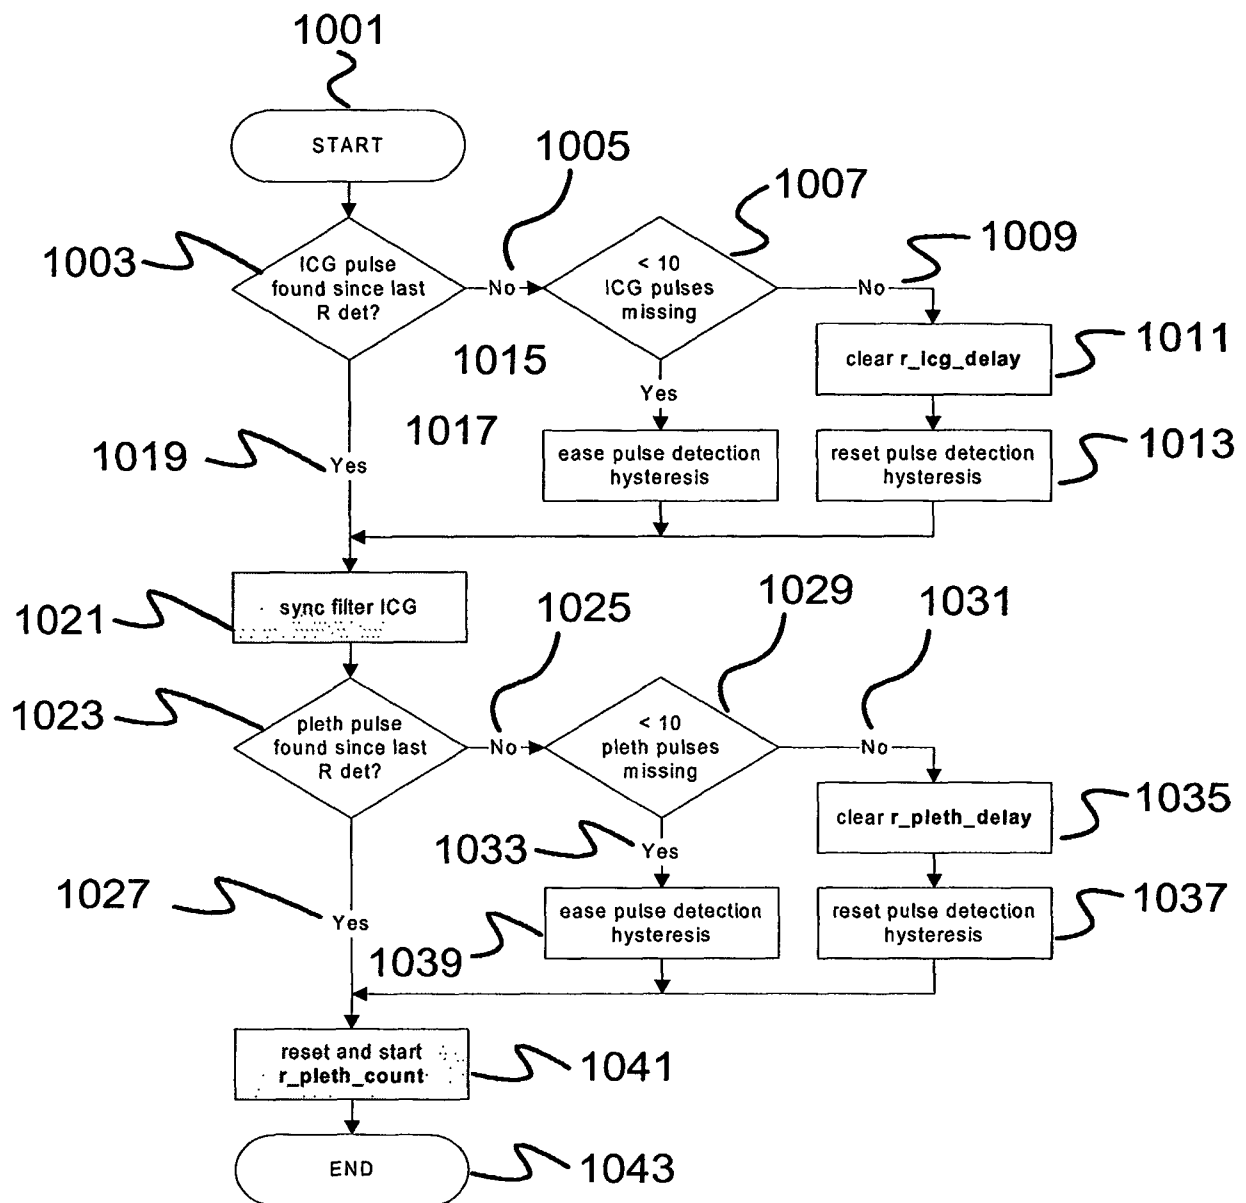 1001
START
1005
1007
1003
ICG pulse
found since last
R det?
No
< 10
ICG pulses
missing
No
1009
1015
Yes
clear r_icg_delay
1011
1017
1019
Yes
ease pulse detection
hysteresis
reset pulse detection
hysteresis
1013
sync filter ICG
1021
1025
1029
1031
1023
pleth pulse
found since last
R det?
No
< 10
pleth pulses
missing
No
1033
Yes
clear r_pleth_delay
1035
1027
Yes
ease pulse detection
hysteresis
1039
reset pulse detection
hysteresis
1037
reset and start
r_pleth_count
1041
END
1043